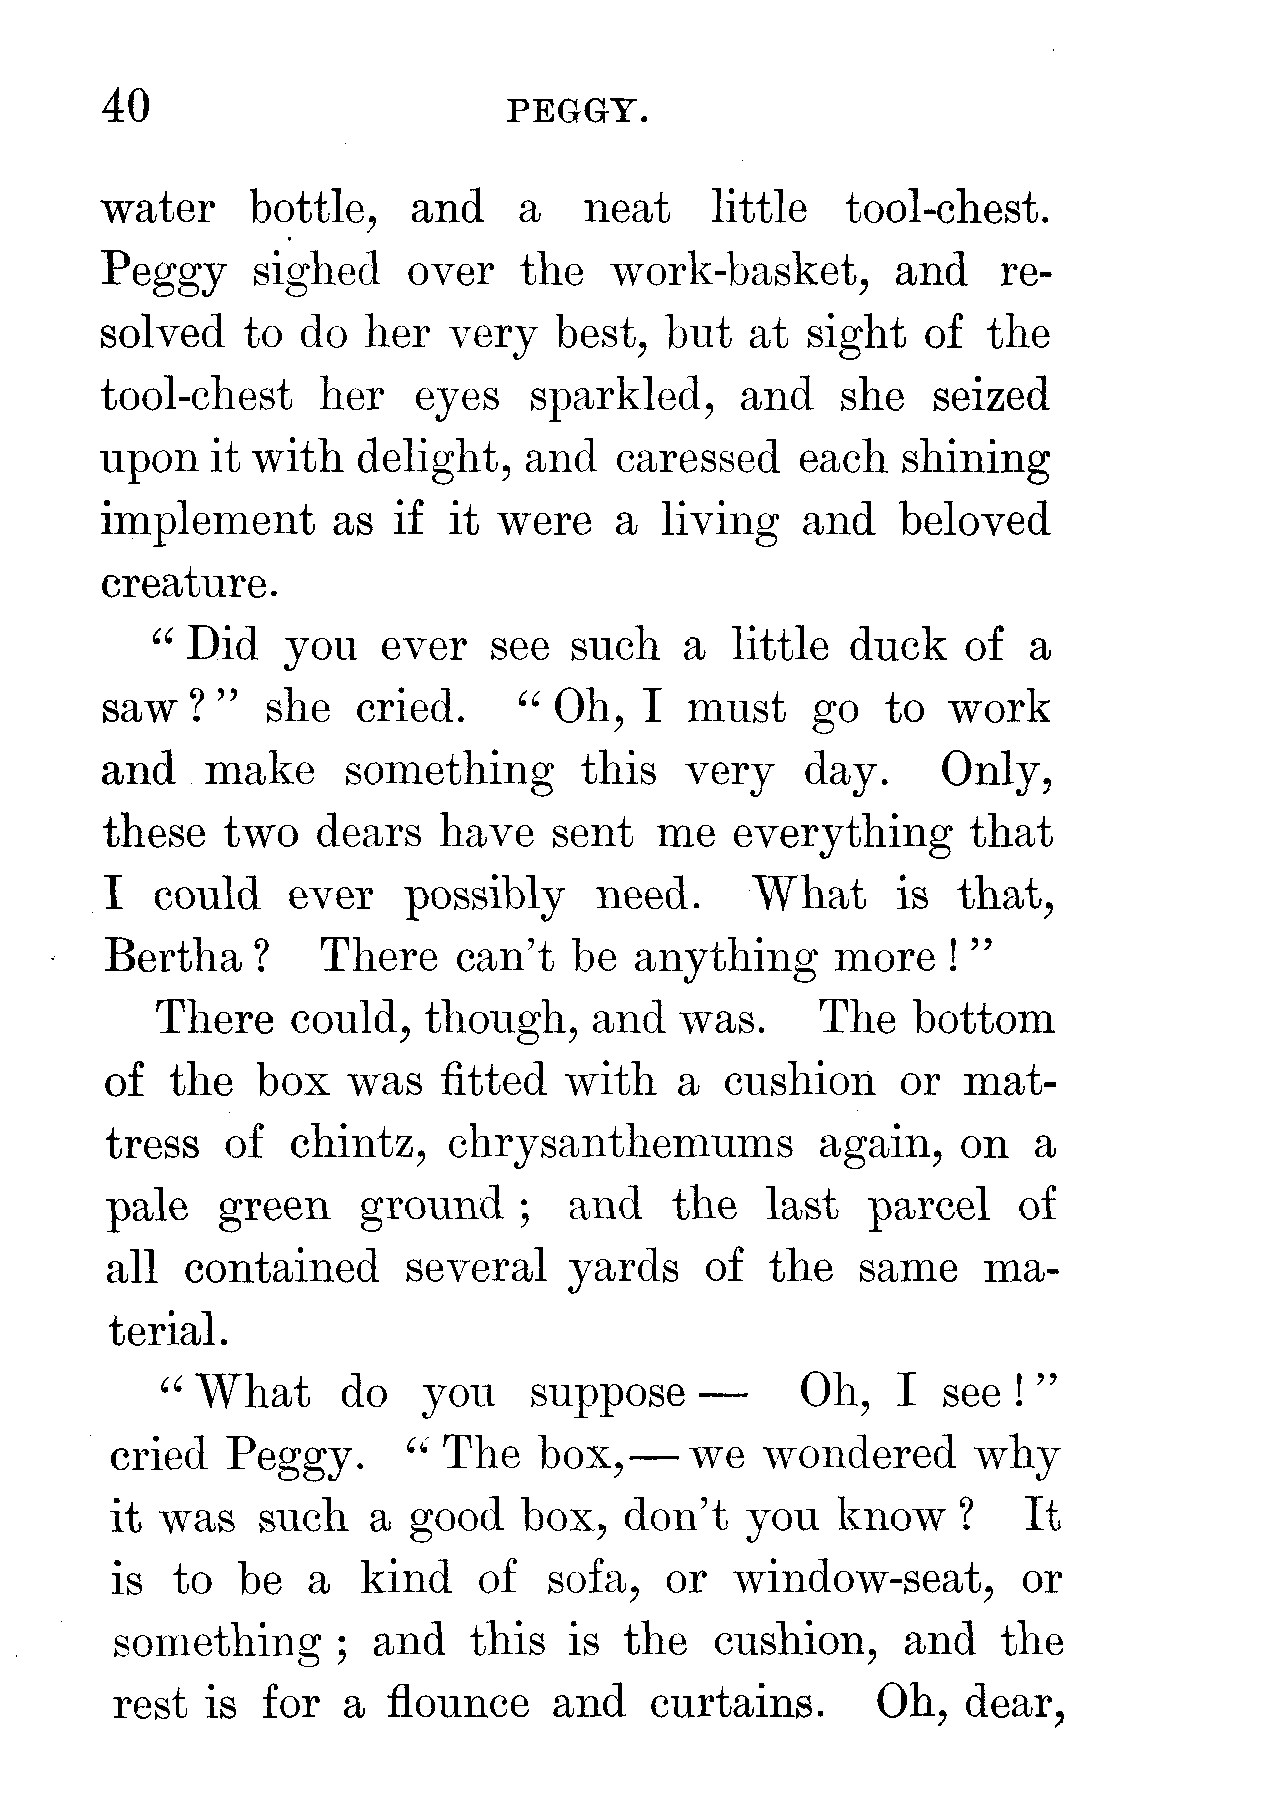 40 PEGGY.
water bottle, and a neat little tool-chest.
Peggy sighed over the work-basket, and re-
solved to do her very best, but at sight of the
tool-chest her eyes sparkled, and she seized
upon it with delight, and caressed each shining
implement as if it were a living and beloved
creature.
“ Did you ever see such a little duck of a
saw ? ” she cried. “ Oh, I must go to work
and make something this very day. Only,
these two dears have sent me everything that
I could ever possibly need. What is that,
Bertha ? There can’t be anything more ! ”
There could, though, and was. The bottom
of the box was fitted with a cushion or mat-
tress of chintz, chrysanthemums again, on a
pale green ground ; and the last parcel of
all contained several yards of the same ma-
terial.
“ What do you suppose — Oh, I see ! ”
cried Peggy. “ The box,— we wondered why
it was such a good box, don’t you know ? It
is to be a kind of sofa, or window-seat, or
something ; and this is the cushion, and the
rest is for a flounce and curtains. Oh, dear,